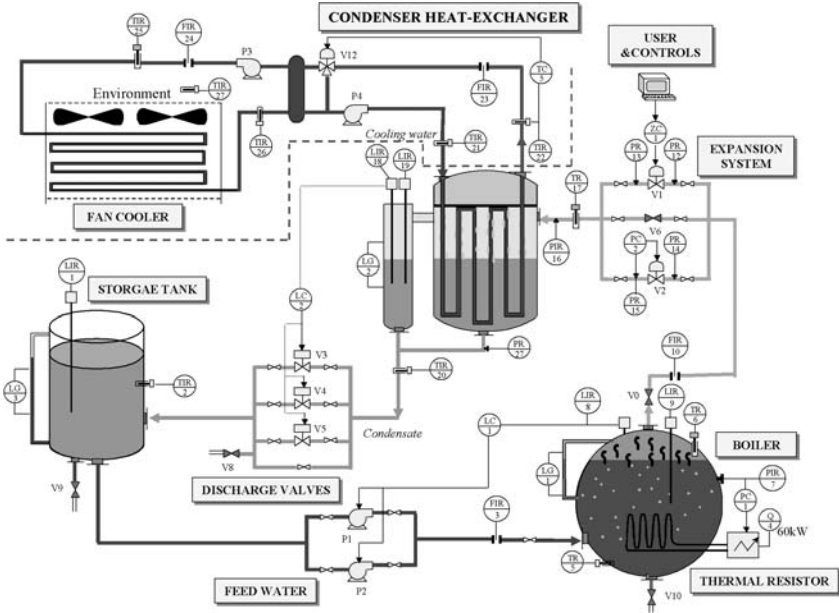 CONDENSER HEAT-EXCHANGER
TIR
25
FIR
24
P3
V12
TC
5
USER
&CONTROLS
Environment
TIR
27
FIR
23
P4
Cooling water
TIR
26
TIR
21
TIR
22
LIR
18
LIR
19
FAN COOLER
ZC
1
PR
13
PR
12
EXPANSION
SYSTEM
TR
17
V1
V6
PIR
16
PC
2
PR
14
V2
PR
15
LG
2
LIR
1
STORGAE TANK
LC
2
PR
27
FIR
10
V3
TIR
20
TIR
2
LG
3
V4
V5
V0
LIR
8
LIR
9
TR
6
LC
1
Condensate
BOILER
V8
LG
1
PIR
7
V9
DISCHARGE VALVES
FIR
3
PC
3
Q
4
60kW
P1
TR
5
FEED WATER
P2
THERMAL RESISTOR
V10